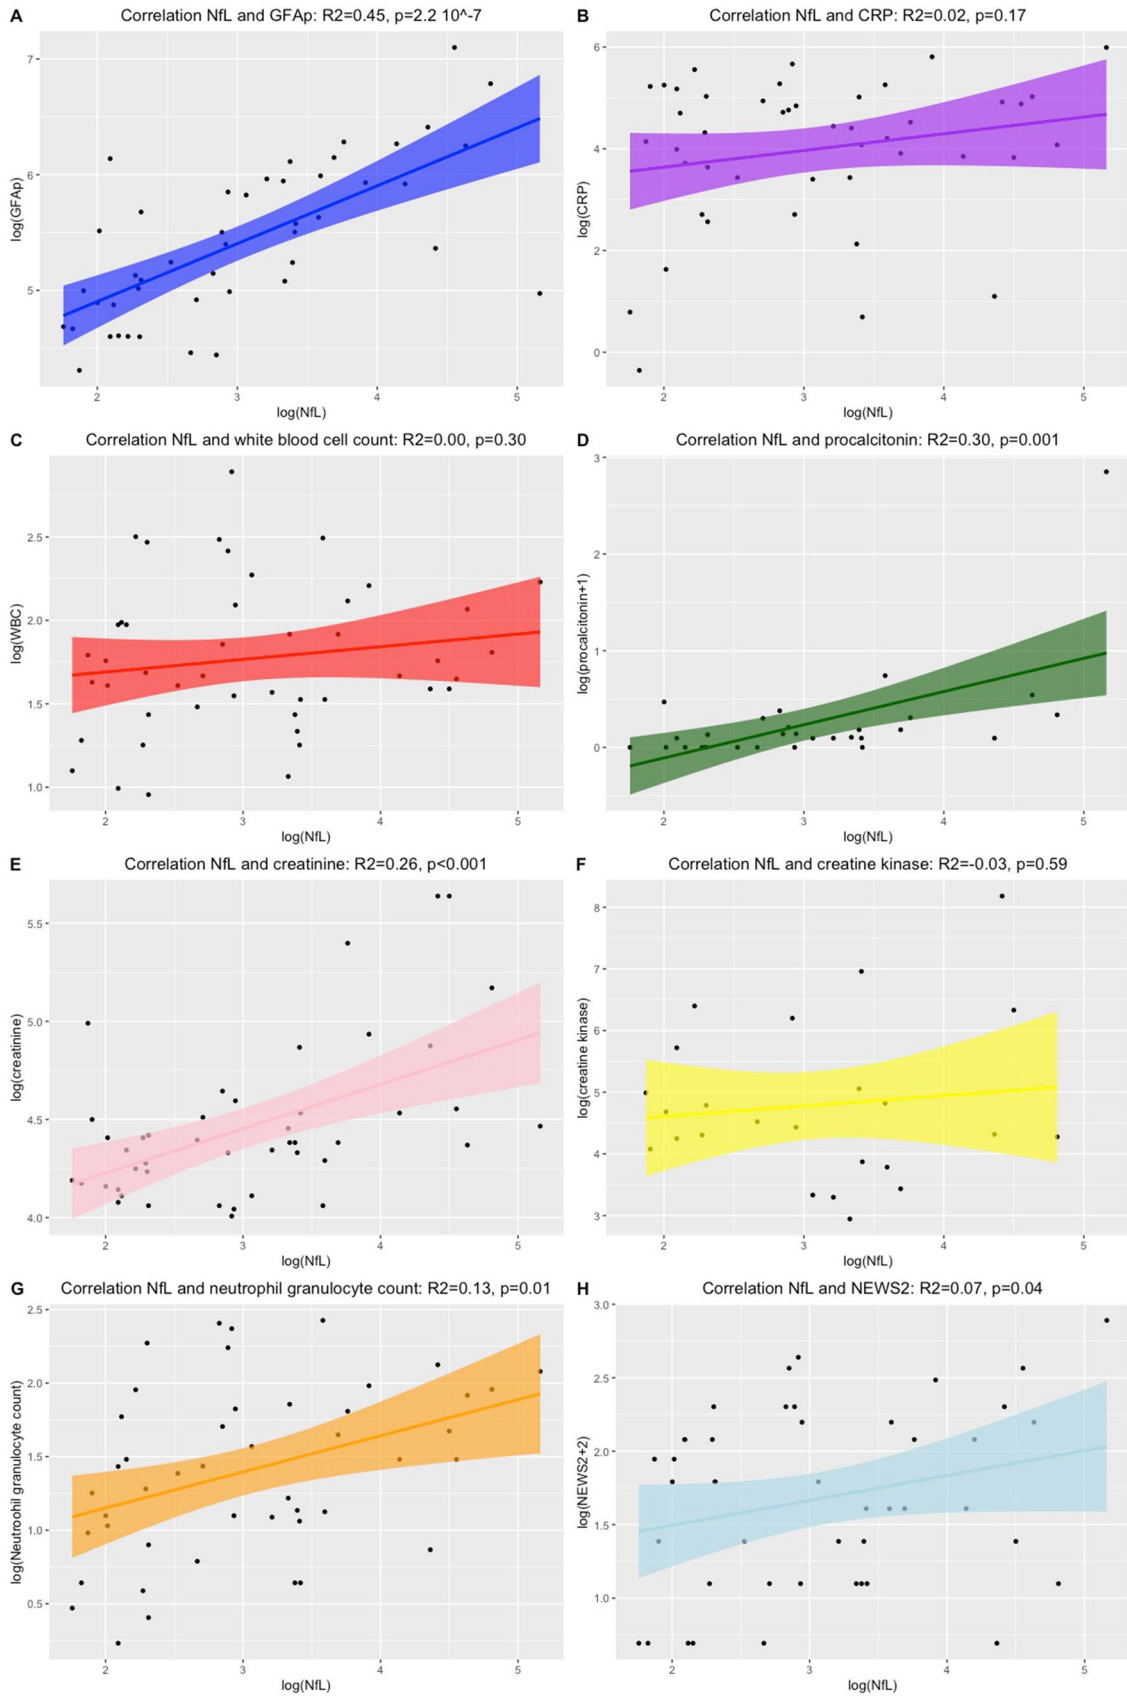 A Correlation NfL and GFAp: R2=0.45, p=2.2 10^-7
7
6
5
log(GFAp)
2 3 4 5
log(NfL)
B Correlation NfL and CRP: R2=0.02, p=0.17
6
4
2
0
log(CRP)
2 3 4 5
log(NfL)
C Correlation NfL and white blood cell count: R2=0.00, p=0.30
2.5
2.0
1.5
1.0
log(WBC)
2 3 4 5
log(NfL)
D Correlation NfL and procalcitonin: R2=0.30, p=0.001
3
2
1
0
log(procalcitonin+1)
2 3 4 5
log(NfL)
E Correlation NfL and creatinine: R2=0.26, p<0.001
5.5
5.0
4.5
4.0
log(creatinine)
2 3 4 5
log(NfL)
F Correlation NfL and creatine kinase: R2=-0.03, p=0.59
8
7
6
5
4
3
log(creatine kinase)
2 3 4 5
log(NfL)
G Correlation NfL and neutrophil granulocyte count: R2=0.13, p=0.01
2.5
2.0
1.5
1.0
0.5
log(Neutroohil granulocyte count)
2 3 4 5
log(NfL)
H Correlation NfL and NEWS2: R2=0.07, p=0.04
3.0
2.5
2.0
1.5
1.0
log(NEWS2+2)
2 3 4 5
log(NfL)